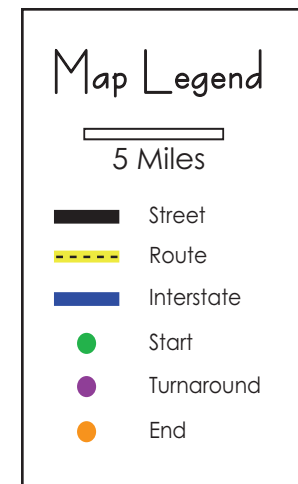 Map Legend
5 Miles
Street
Route
Interstate
Start
Turnaround
End